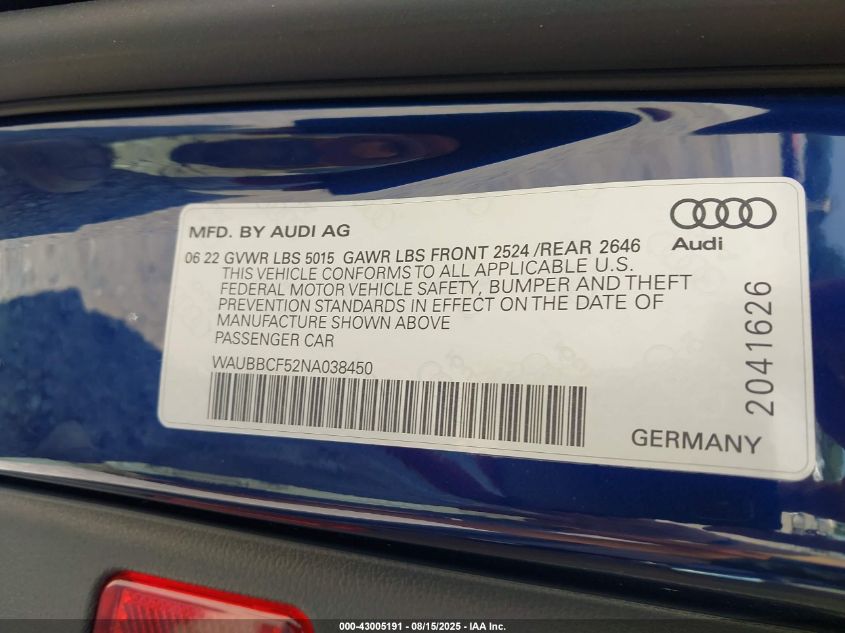 MFD. BY AUDI AG
Audi
06 22 GVWR LBS 5015 GAWR LBS FRONT 2524 /REAR 2646
THIS VEHICLE CONFORMS TO ALL APPLICABLE U.S.
FEDERAL MOTOR VEHICLE SAFETY, BUMPER AND THEFT
PREVENTION STANDARDS IN EFFECT ON THE DATE OF
MANUFACTURE SHOWN ABOVE
PASSENGER CAR
WAUBBCF52NA038450
2041626
GERMANY
000-43005191 - 08/15/2025 - IAA Inc.